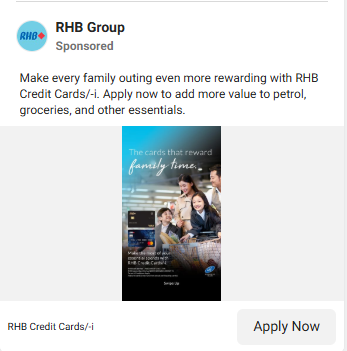 RHB Group
RHB
Sponsored
Make every family outing even more rewarding with RHB
Credit Cards/-i. Apply now to add more value to petrol,
groceries, and other essentials.
The cards that reward
family time.
Make the most of your
essential spends with
RHB Credit Cards/-i.
Swipe Up
RHB Credit Cards/-i
Apply Now